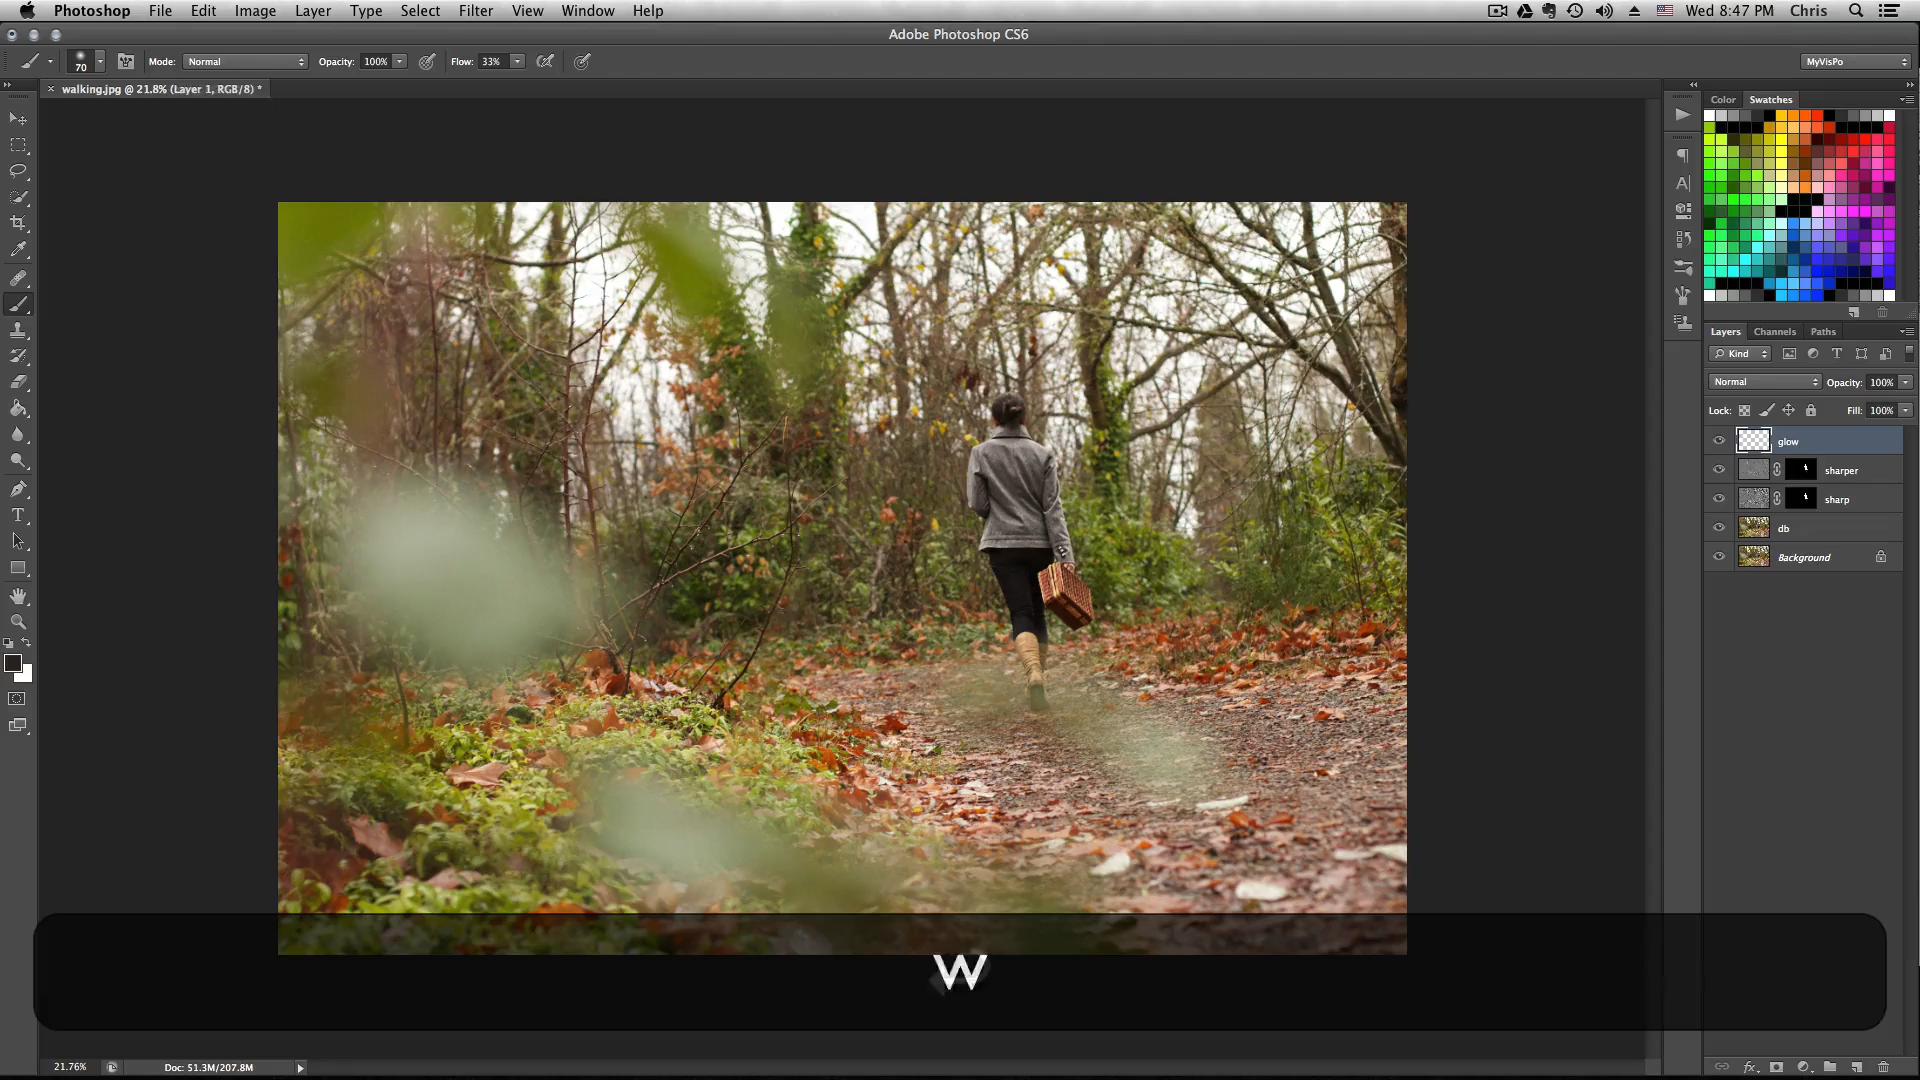 Photoshop File Edit Image Layer Type Select Filter View Window Help
Wed 8:47 PM Chris
Adobe Photoshop CS6
70 Mode: Normal Opacity: 100% Flow: 33%
MyVisPo
walking.jpg @ 21.8% (Layer 1, RGB/8) *
Color Swatches
Layers Channels Paths
Kind
Normal Opacity: 100%
Lock: Fill: 100%
glow
sharper
sharp
db
Background
W
21.76% Doc: 51.3M/207.8M
fx